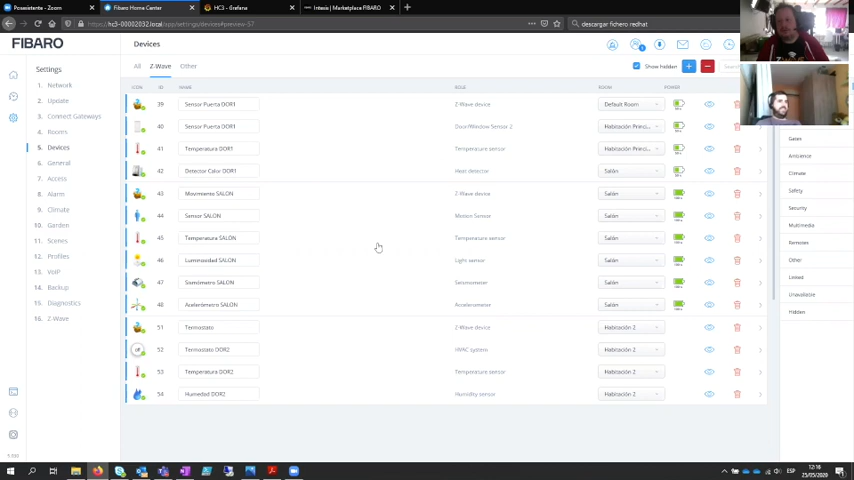 Posexistente - Zoom
Fibaro Home Center
HC3 - Grafana
Intesis | Marketplace FIBARO
https://hc3-00002032.local/app/settings/devices#preview-57
descargar fichero redhat
FIBARO
Devices
Settings
All
Z-Wave
Other
Show hidden
Search
1. Network
2. Update
3. Connect Gateways
4. Rooms
5. Devices
6. General
7. Access
8. Alarm
9. Climate
10. Garden
11. Scenes
12. Profiles
13. VoIP
14. Backup
15. Diagnostics
16. Z-Wave
ICON ID NAME ROLE ROOM POWER
39 Sensor Puerta DOR1 Z-Wave device Default Room
40 Sensor Puerta DOR1 Door/Window Sensor 2 Habitación Princi...
41 Temperatura DOR1 Temperature sensor Habitación Princi...
42 Detector Calor DOR1 Heat detector Salón
43 Movimiento SALON Z-Wave device Salón
44 Sensor SALON Motion Sensor Salón
45 Temperatura SALON Temperature sensor Salón
46 Luminosidad SALON Light sensor Salón
47 Sismómetro SALON Seismometer Salón
48 Acelerómetro SALON Accelerometer Salón
51 Termostato Z-Wave device Habitación 2
52 Termostato DOR2 HVAC system Habitación 2
53 Temperatura DOR2 Temperature sensor Habitación 2
54 Humedad DOR2 Humidity sensor Habitación 2
off
Gates
Ambience
Climate
Safety
Security
Multimedia
Remotes
Other
Linked
Unavailable
Hidden
ESP
12:16
25/05/2020